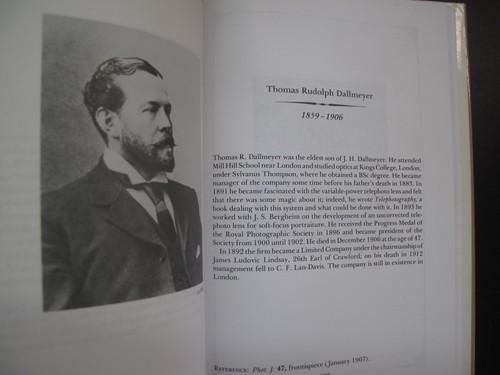 Thomas Rudolph Dallmeyer
1859–1906
Thomas R. Dallmeyer was the eldest son of J. H. Dallmeyer. He attended
Mill Hill School near London and studied optics at Kings College, London,
under Sylvanus Thompson, where he obtained a BSc degree. He became
manager of the company some time before his father's death in 1883. In
1891 he became fascinated with the variable-power telephoto lens and felt
that there was some magic about it; indeed, he wrote Telephotography, a
book dealing with this system and what could be done with it. In 1893 he
worked with J. S. Bergheim on the development of an uncorrected tele-
photo lens for soft-focus portraiture. He received the Progress Medal of
the Royal Photographic Society in 1896 and became president of the
Society from 1900 until 1902. He died in December 1906 at the age of 47.
In 1892 the firm became a Limited Company under the chairmanship of
James Ludovic Lindsay, 26th Earl of Crawford; on his death in 1912
management fell to C. F. Lan-Davis. The company is still in existence in
London.
REFERENCE: Phot. J. 47, frontispiece (January 1907).